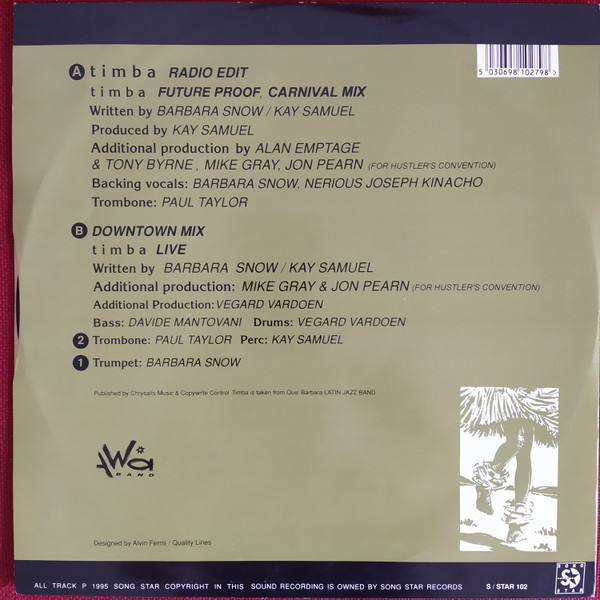 A timba RADIO EDIT
timba FUTURE PROOF, CARNIVAL MIX
Written by BARBARA SNOW / KAY SAMUEL
Produced by KAY SAMUEL
Additional production by ALAN EMPTAGE
& TONY BYRNE, MIKE GRAY, JON PEARN (FOR HUSTLER'S CONVENTION)
Backing vocals: BARBARA SNOW, NERIOUS JOSEPH KINACHO
Trombone: PAUL TAYLOR
B DOWNTOWN MIX
timba LIVE
Written by BARBARA SNOW / KAY SAMUEL
Additional production: MIKE GRAY & JON PEARN (FOR HUSTLER'S CONVENTION)
Additional Production: VEGARD VARDOEN
Bass: DAVIDE MANTOVANI Drums: VEGARD VARDOEN
2 Trombone: PAUL TAYLOR Perc: KAY SAMUEL
1 Trumpet: BARBARA SNOW
Published by Chrysalis Music & Copywrite Control Timba is taken from Que' Barbara LATIN JAZZ BAND
Wa
BAND
Designed by Alvin Ferris / Quality Lines
ALL TRACK P 1995 SONG STAR COPYRIGHT IN THIS SOUND RECORDING IS OWNED BY SONG STAR RECORDS S / STAR 102
SONG
STAR
5 030698 102798 >